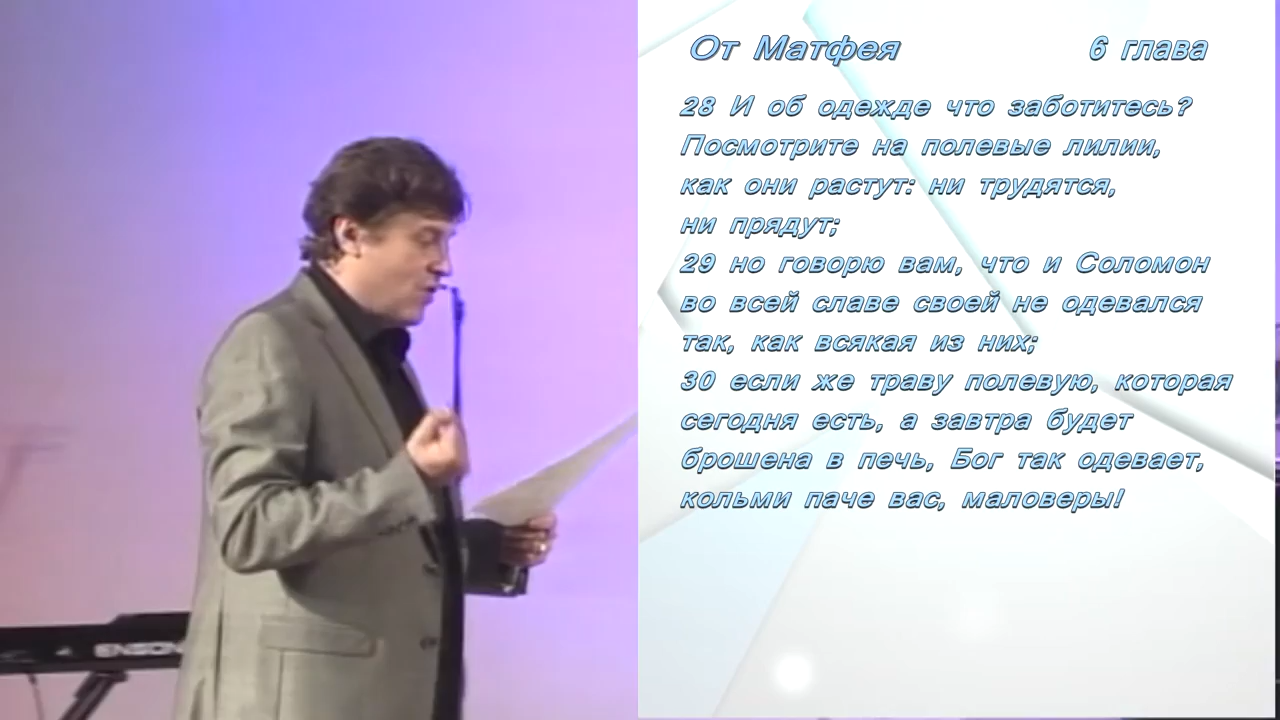 От Матфея 6 глава
28 И об одежде что заботитесь?
Посмотрите на полевые лилии,
как они растут: ни трудятся,
ни прядут;
29 но говорю вам, что и Соломон
во всей славе своей не одевался
так, как всякая из них;
30 если же траву полевую, которая
сегодня есть, а завтра будет
брошена в печь, Бог так одевает,
кольми паче вас, маловеры!